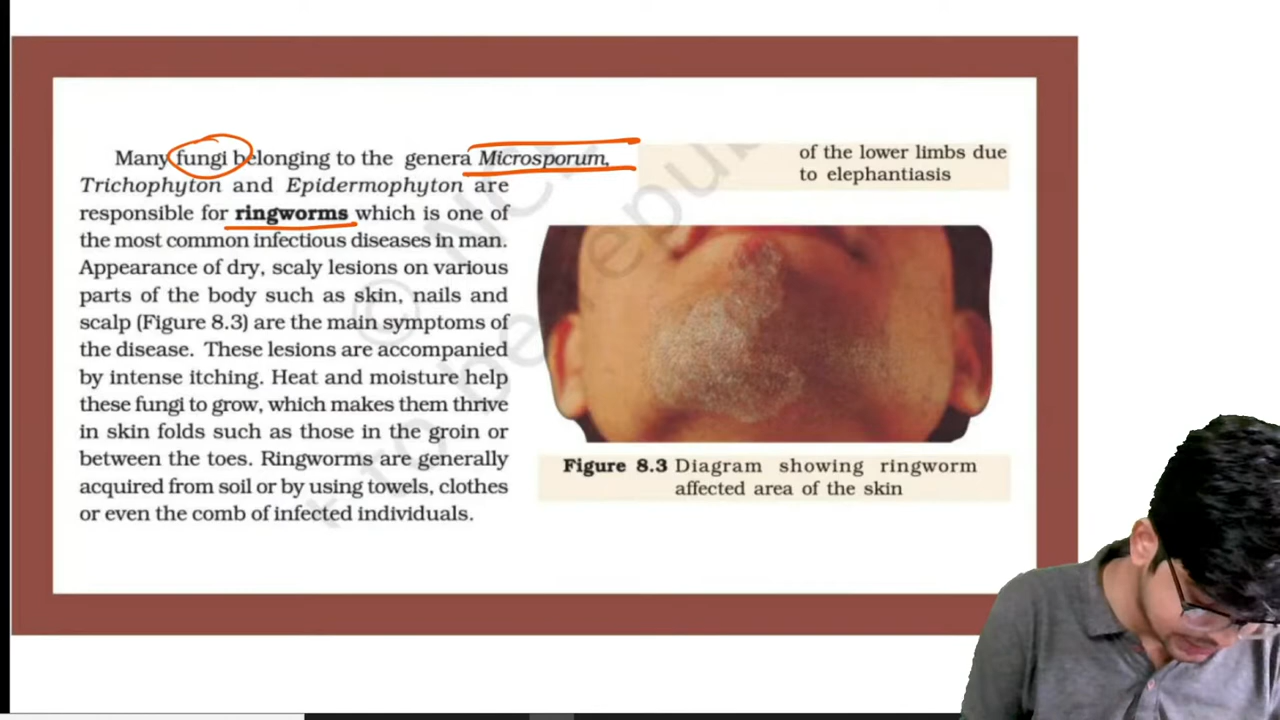 Many fungi belonging to the genera Microsporum,
Trichophyton and Epidermophyton are
responsible for ringworms which is one of
the most common infectious diseases in man.
Appearance of dry, scaly lesions on various
parts of the body such as skin, nails and
scalp (Figure 8.3) are the main symptoms of
the disease. These lesions are accompanied
by intense itching. Heat and moisture help
these fungi to grow, which makes them thrive
in skin folds such as those in the groin or
between the toes. Ringworms are generally
acquired from soil or by using towels, clothes
or even the comb of infected individuals.
of the lower limbs due
to elephantiasis
Figure 8.3 Diagram showing ringworm
affected area of the skin